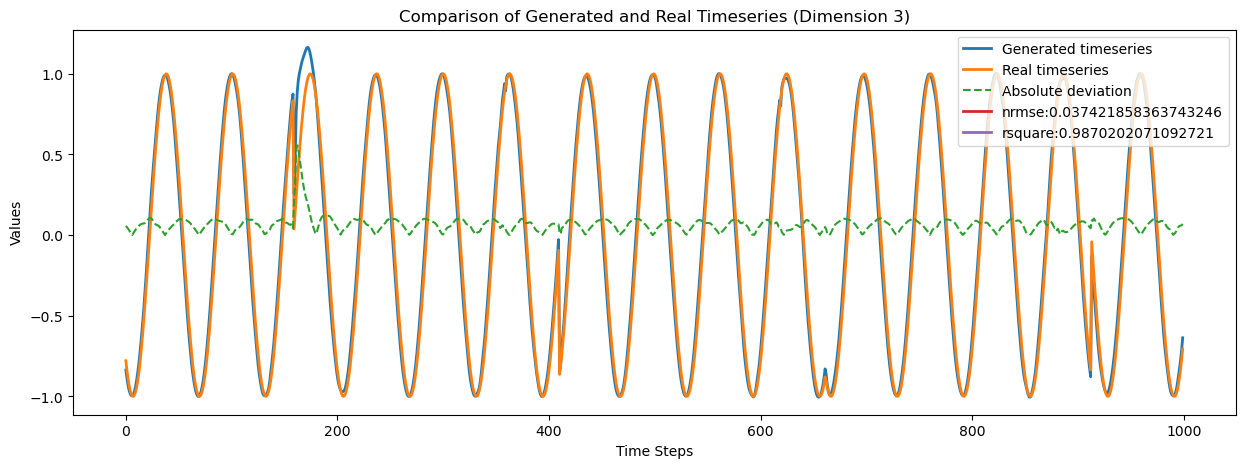 Comparison of Generated and Real Timeseries (Dimension 3)
Generated timeseries
Real timeseries
Absolute deviation
nrmse:0.037421858363743246
rsquare:0.9870202071092721
Values
1.0
0.5
0.0
−0.5
−1.0
0
200
400
600
800
1000
Time Steps